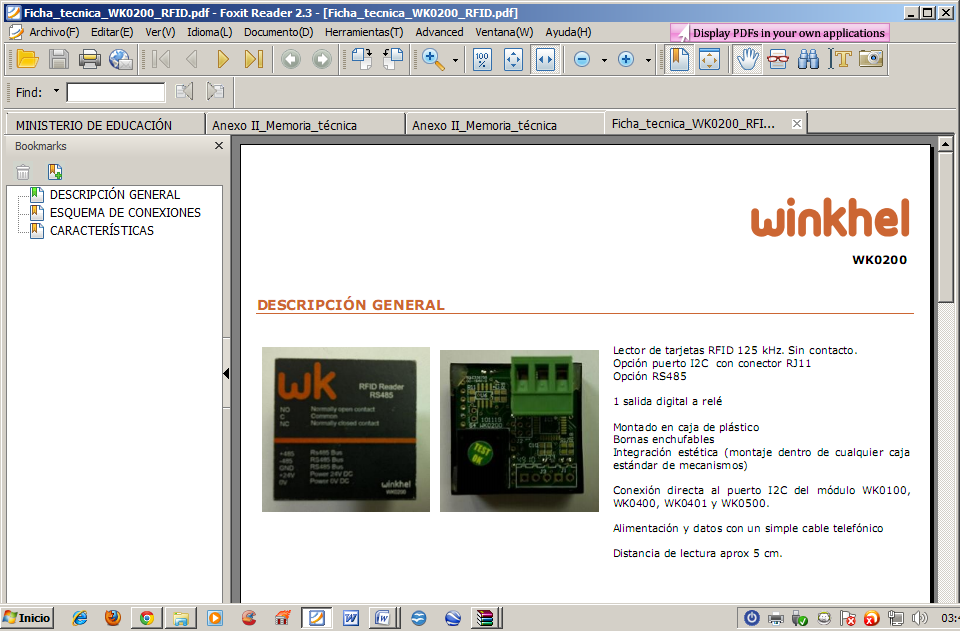 Ficha_tecnica_WK0200_RFID.pdf - Foxit Reader 2.3 - [Ficha_tecnica_WK0200_RFID.pdf]
Archivo(F) Editar(E) Ver(V) Idioma(L) Documento(D) Herramientas(T) Advanced Ventana(W) Ayuda(H) Display PDFs in your own applications
100 %
Find:
MINISTERIO DE EDUCACIÓN Anexo II_Memoria_técnica Anexo II_Memoria_técnica Ficha_tecnica_WK0200_RFI...
Bookmarks
DESCRIPCIÓN GENERAL
ESQUEMA DE CONEXIONES
CARACTERÍSTICAS
winkhel
WK0200
DESCRIPCIÓN GENERAL
wk
RFID Reader
RS485
NO Normally open contact
C Common
NC Normally closed contact
+485 Rs485 Bus
-485 RS485 Bus
GND RS485 Bus
+24V Power 24V DC
0V Power 0V DC
winkhel
WK0200
101113
WK0200
TEST
OK
Lector de tarjetas RFID 125 kHz. Sin contacto.
Opción puerto I2C con conector RJ11
Opción RS485
1 salida digital a relé
Montado en caja de plástico
Bornas enchufables
Integración estética (montaje dentro de cualquier caja
estándar de mecanismos)
Conexión directa al puerto I2C del módulo WK0100,
WK0400, WK0401 y WK0500.
Alimentación y datos con un simple cable telefónico
Distancia de lectura aprox 5 cm.
Inicio